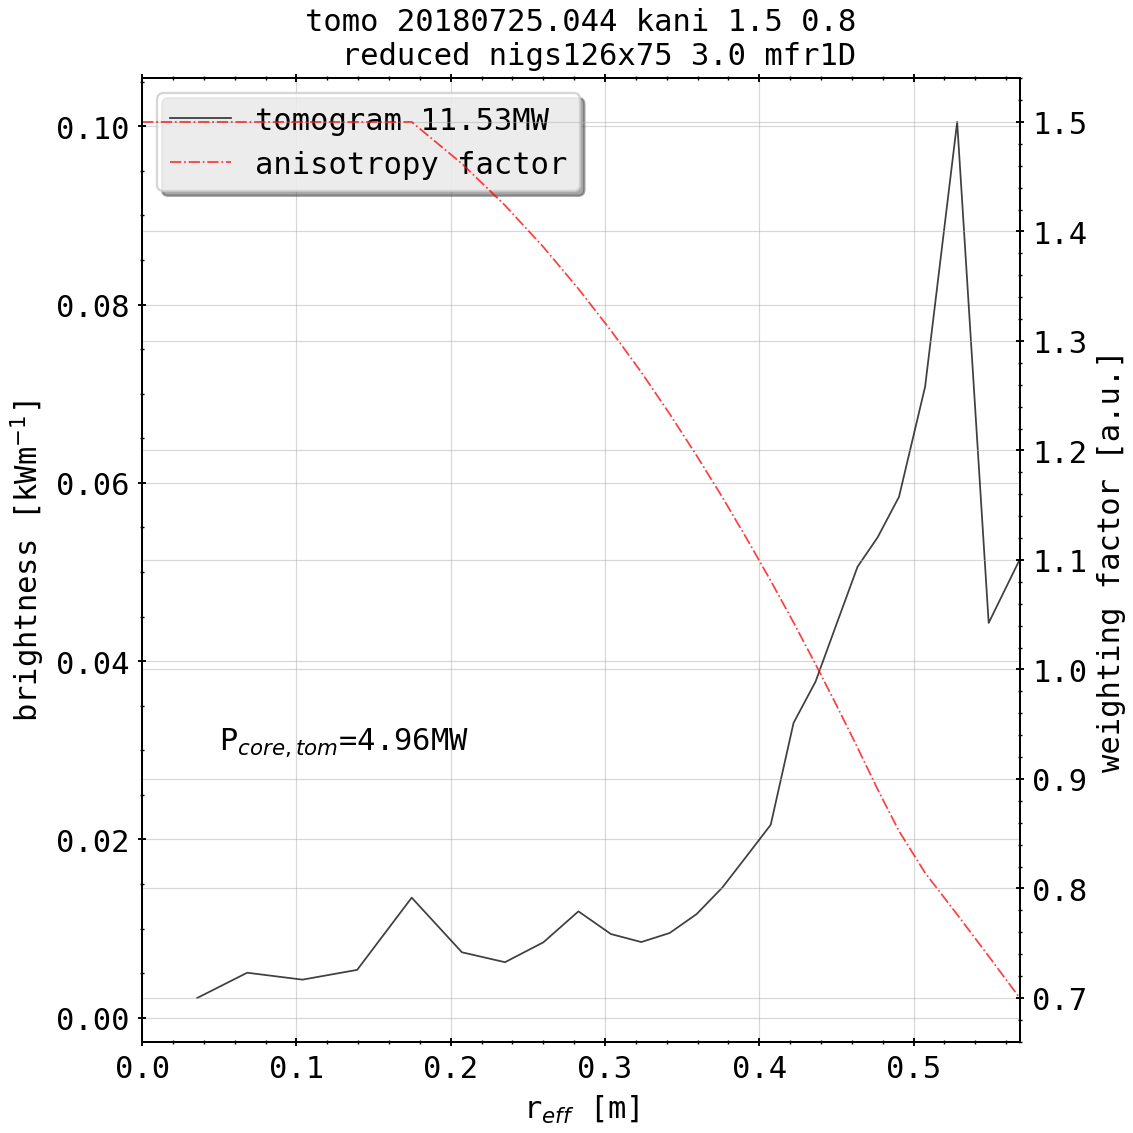 tomo 20180725.044 kani 1.5 0.8
reduced nigs126x75 3.0 mfr1D
tomogram 11.53MW
anisotropy factor
0.10
0.08
0.06
0.04
0.02
0.00
brightness [kWm⁻¹]
P_core,tom=4.96MW
1.5
1.4
1.3
1.2
1.1
1.0
0.9
0.8
0.7
weighting factor [a.u.]
0.0 0.1 0.2 0.3 0.4 0.5
r_eff [m]